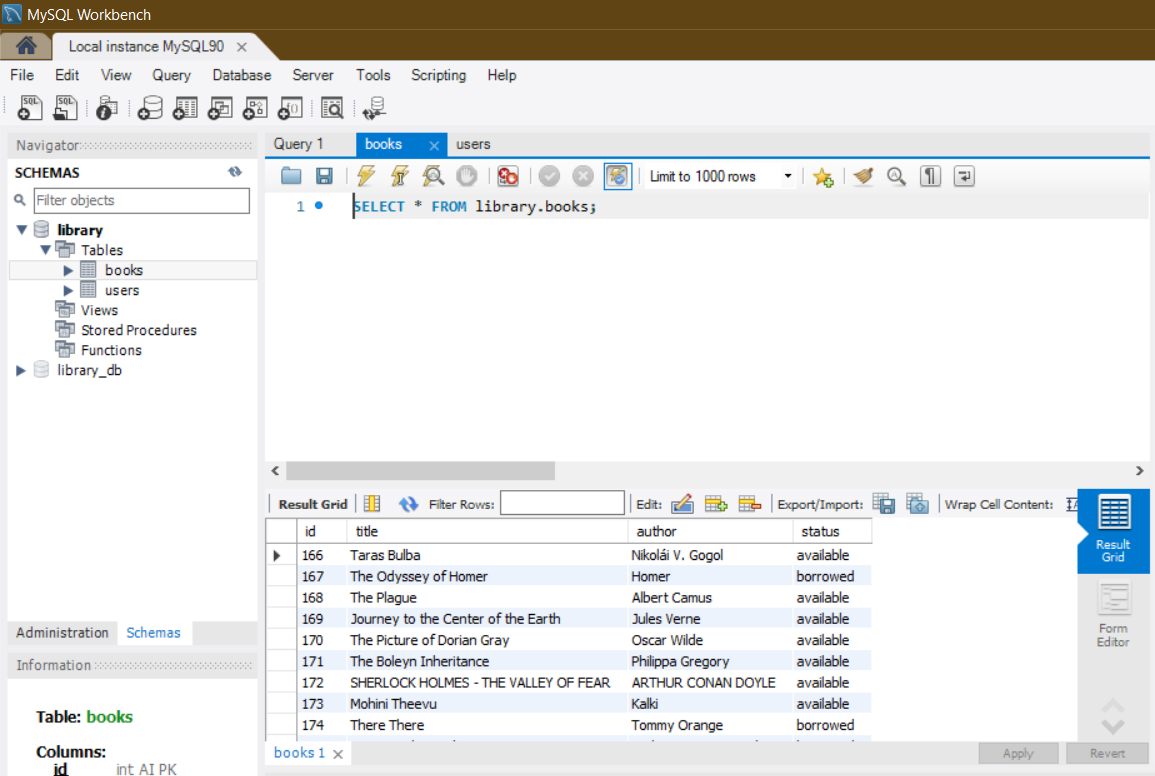 MySQL Workbench
Local instance MySQL90
File Edit View Query Database Server Tools Scripting Help
Navigator
SCHEMAS
Filter objects
library
Tables
books
users
Views
Stored Procedures
Functions
library_db
Administration Schemas
Information
Table: books
Columns:
id int AI PK
Query 1 books users
Limit to 1000 rows
1 SELECT * FROM library.books;
Result Grid Filter Rows: Edit: Export/Import: Wrap Cell Content:
id title author status
166 Taras Bulba Nikolái V. Gogol available
167 The Odyssey of Homer Homer borrowed
168 The Plague Albert Camus available
169 Journey to the Center of the Earth Jules Verne available
170 The Picture of Dorian Gray Oscar Wilde available
171 The Boleyn Inheritance Philippa Gregory available
172 SHERLOCK HOLMES - THE VALLEY OF FEAR ARTHUR CONAN DOYLE available
173 Mohini Theevu Kalki available
174 There There Tommy Orange borrowed
Result
Grid
Form
Editor
books 1
Apply Revert